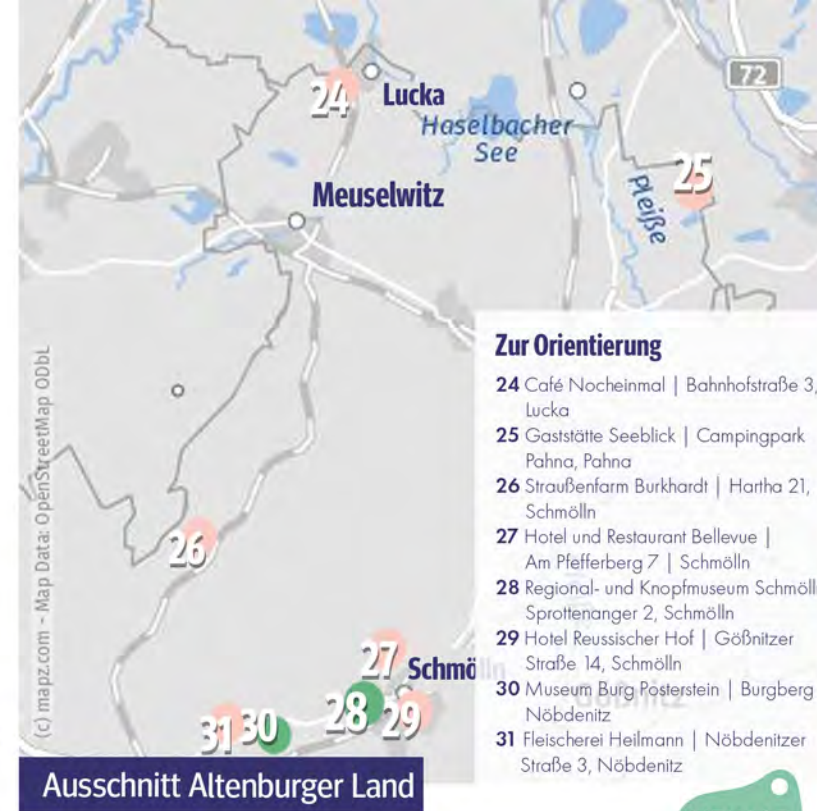 72
24
Lucka
Haselbacher
See
25
Pleiße
Meuselwitz
(c) mapz.com - Map Data: OpenStreetMap ODbL
26
27
Schmölln
28
29
30
31
Zur Orientierung
24 Café Nocheinmal | Bahnhofstraße 3,
Lucka
25 Gaststätte Seeblick | Campingpark
Pahna, Pahna
26 Straußenfarm Burkhardt | Hartha 21,
Schmölln
27 Hotel und Restaurant Bellevue |
Am Pfefferberg 7 | Schmölln
28 Regional- und Knopfmuseum Schmölln
Sprottenanger 2, Schmölln
29 Hotel Reussischer Hof | Gößnitzer
Straße 14, Schmölln
30 Museum Burg Posterstein | Burgberg
Nöbdenitz
31 Fleischerei Heilmann | Nöbdenitzer
Straße 3, Nöbdenitz
Gößnitz
Ausschnitt Altenburger Land